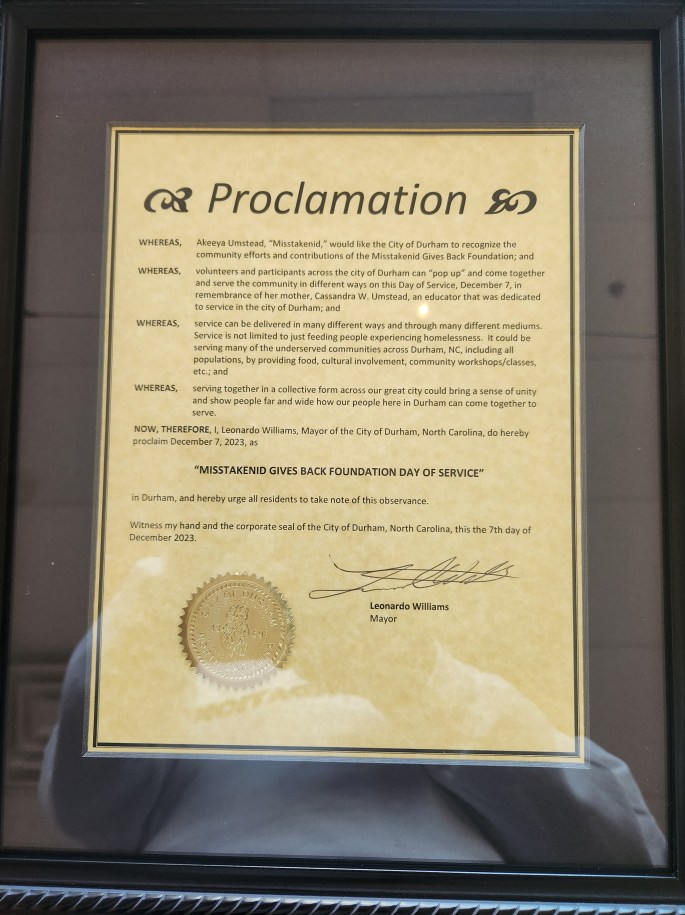 Proclamation
WHEREAS, Akeeya Umstead, “Misstakenid,” would like the City of Durham to recognize the
community efforts and contributions of the Misstakenid Gives Back Foundation; and
WHEREAS, volunteers and participants across the city of Durham can “pop up” and come together
and serve the community in different ways on this Day of Service, December 7, in
remembrance of her mother, Cassandra W. Umstead, an educator that was dedicated
to service in the city of Durham; and
WHEREAS, service can be delivered in many different ways and through many different mediums.
Service is not limited to just feeding people experiencing homelessness. It could be
serving many of the underserved communities across Durham, NC, including all
populations, by providing food, cultural involvement, community workshops/classes,
etc.; and
WHEREAS, serving together in a collective form across our great city could bring a sense of unity
and show people far and wide how our people here in Durham can come together to
serve.
NOW, THEREFORE, I, Leonardo Williams, Mayor of the City of Durham, North Carolina, do hereby
proclaim December 7, 2023, as
“MISSTAKENID GIVES BACK FOUNDATION DAY OF SERVICE”
in Durham, and hereby urge all residents to take note of this observance.
Witness my hand and the corporate seal of the City of Durham, North Carolina, this the 7th day of
December 2023.
Leonardo Williams
Mayor
CITY OF DURHAM